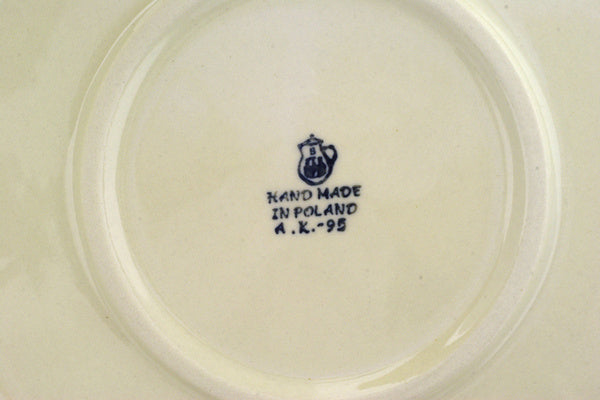 B
HAND MADE
IN POLAND
A.K.-95